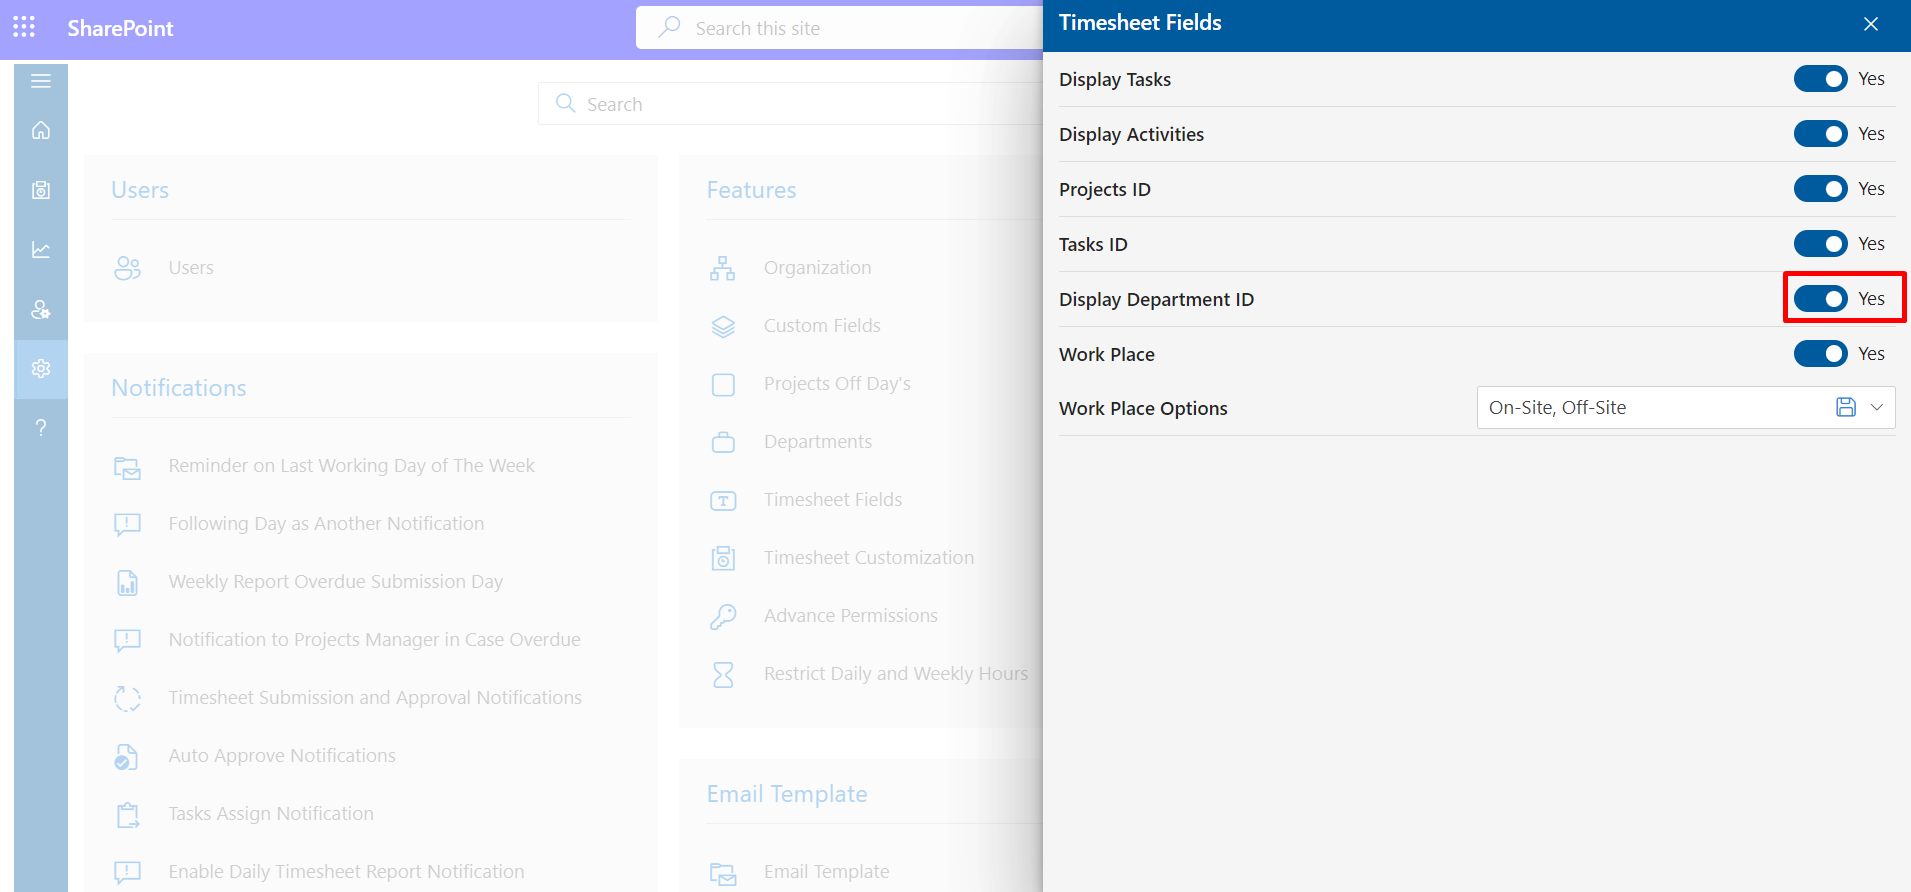 SharePoint
Search this site
Search
Users
Users
Notifications
Reminder on Last Working Day of The Week
Following Day as Another Notification
Weekly Report Overdue Submission Day
Notification to Projects Manager in Case Overdue
Timesheet Submission and Approval Notifications
Auto Approve Notifications
Tasks Assign Notification
Enable Daily Timesheet Report Notification
Features
Organization
Custom Fields
Projects Off Day's
Departments
Timesheet Fields
Timesheet Customization
Advance Permissions
Restrict Daily and Weekly Hours
Email Template
Email Template
Timesheet Fields
Display Tasks Yes
Display Activities Yes
Projects ID Yes
Tasks ID Yes
Display Department ID Yes
Work Place Yes
Work Place Options On-Site, Off-Site